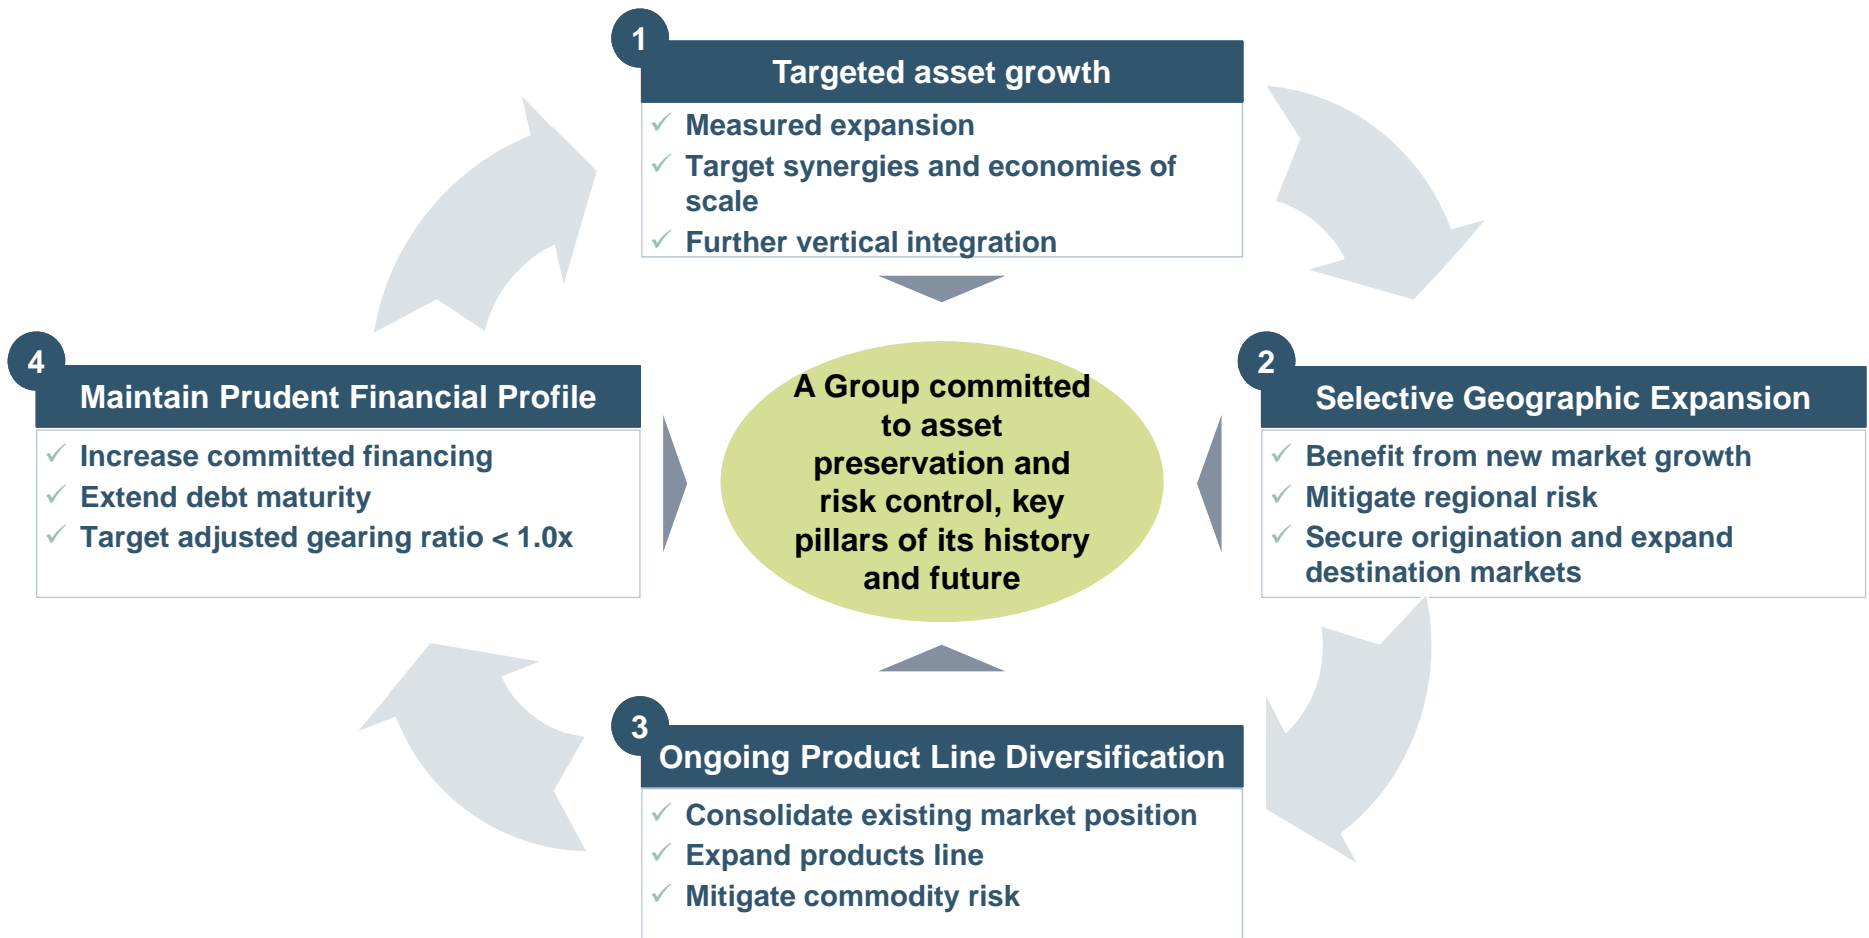 1
Targeted asset growth
✓ Measured expansion
✓ Target synergies and economies of
scale
✓ Further vertical integration
4
Maintain Prudent Financial Profile
✓ Increase committed financing
✓ Extend debt maturity
✓ Target adjusted gearing ratio < 1.0x
A Group committed
to asset
preservation and
risk control, key
pillars of its history
and future
2
Selective Geographic Expansion
✓ Benefit from new market growth
✓ Mitigate regional risk
✓ Secure origination and expand
destination markets
3
Ongoing Product Line Diversification
✓ Consolidate existing market position
✓ Expand products line
✓ Mitigate commodity risk